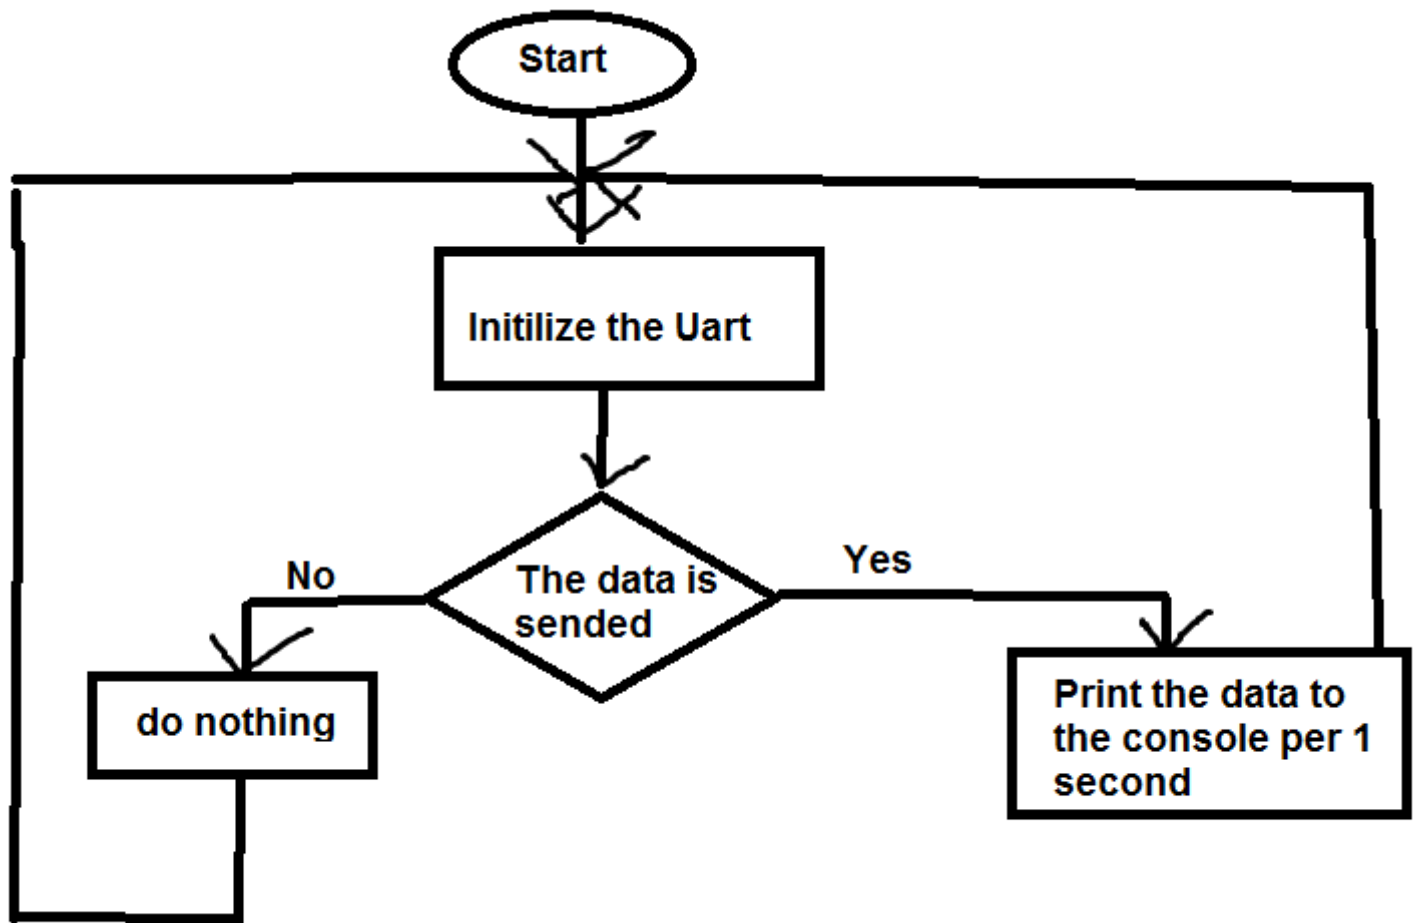 Start
Initilize the Uart
No
Yes
The data is
sended
do nothing
Print the data to
the console per 1
second